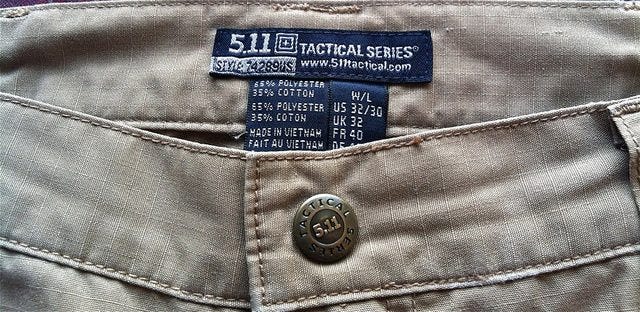 5.11 TACTICAL SERIES®
STYLE 74269WS www.511tactical.com
65% POLYESTER
35% COTTON
65% POLYESTER
35% COTON
MADE IN VIETNAM
FAIT AU VIETNAM
W/L
US 32/30
UK 32
FR 40
TACTICAL
5.11
SERIES